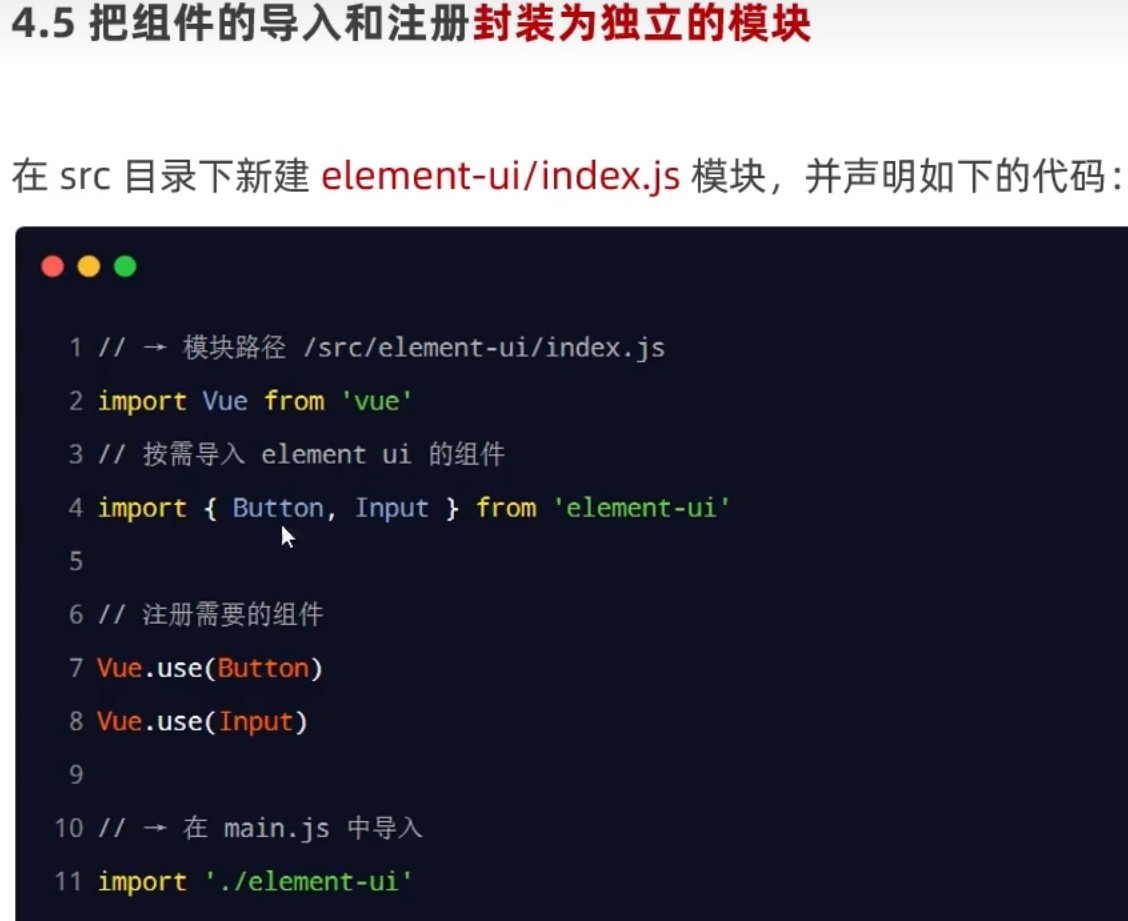 4.5 把组件的导入和注册封装为独立的模块
在 src 目录下新建 element-ui/index.js 模块，并声明如下的代码：
1 // → 模块路径 /src/element-ui/index.js
2 import Vue from 'vue'
3 // 按需导入 element ui 的组件
4 import { Button, Input } from 'element-ui'
5
6 // 注册需要的组件
7 Vue.use(Button)
8 Vue.use(Input)
9
10 // → 在 main.js 中导入
11 import './element-ui'